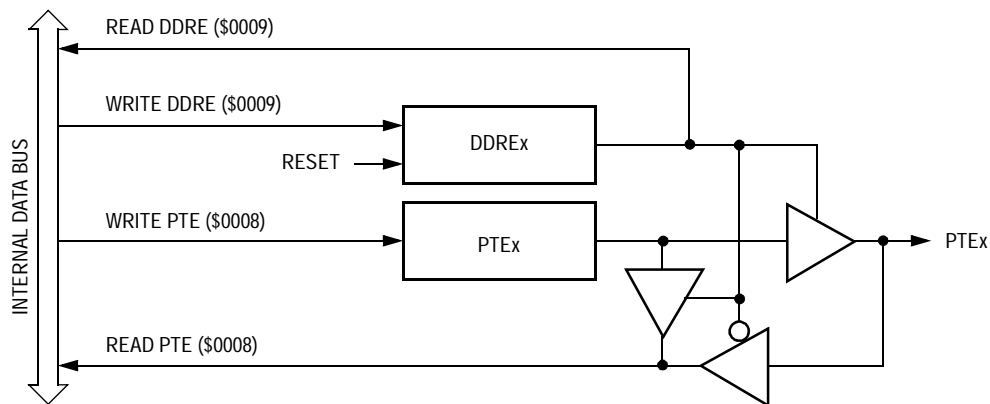 READ DDRE ($0009)
WRITE DDRE ($0009)
DDREx
RESET
INTERNAL DATA BUS
WRITE PTE ($0008)
PTEx
PTEx
READ PTE ($0008)